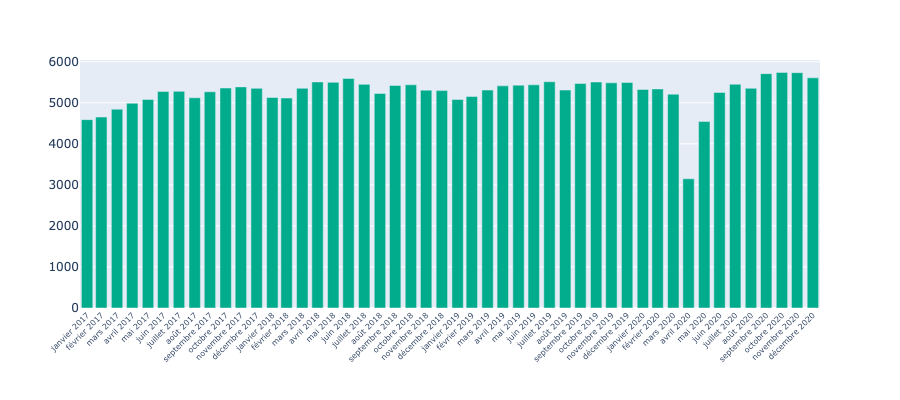 6000
5000
4000
3000
2000
1000
0
janvier 2017
février 2017
mars 2017
avril 2017
mai 2017
juin 2017
juillet 2017
août 2017
septembre 2017
octobre 2017
novembre 2017
décembre 2017
janvier 2018
février 2018
mars 2018
avril 2018
mai 2018
juin 2018
juillet 2018
août 2018
septembre 2018
octobre 2018
novembre 2018
décembre 2018
janvier 2019
février 2019
mars 2019
avril 2019
mai 2019
juin 2019
juillet 2019
août 2019
septembre 2019
octobre 2019
novembre 2019
décembre 2019
janvier 2020
février 2020
mars 2020
avril 2020
mai 2020
juin 2020
juillet 2020
août 2020
septembre 2020
octobre 2020
novembre 2020
décembre 2020